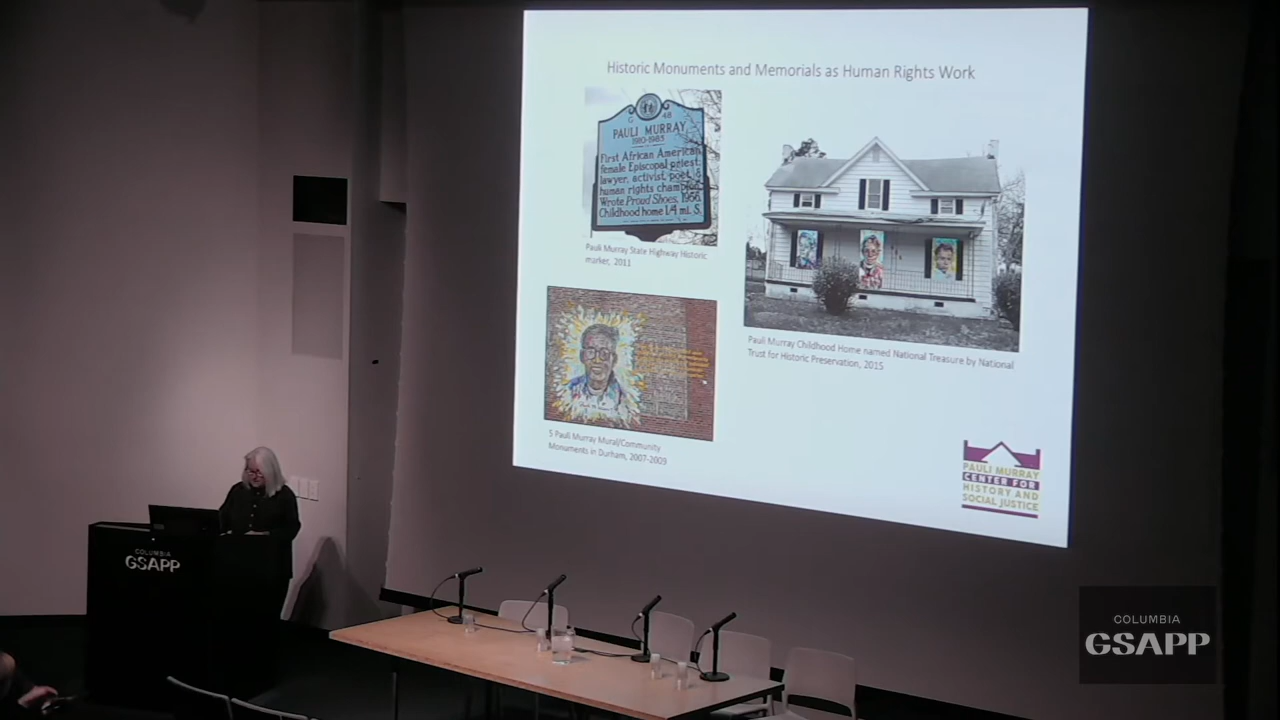 Historic Monuments and Memorials as Human Rights Work
G 48
PAULI MURRAY
1910-1985
First African American
female Episcopal priest,
lawyer, activist, poet, &
human rights champion.
Wrote Proud Shoes, 1956.
Childhood home 1/4 mi. S.
Pauli Murray State Highway Historic
marker, 2011
5 Pauli Murray Mural/Community
Monuments in Durham, 2007-2009
Pauli Murray Childhood Home named National Treasure by National
Trust for Historic Preservation, 2015
PAULI MURRAY
CENTER FOR
HISTORY AND
SOCIAL JUSTICE
COLUMBIA
GSAPP
COLUMBIA
GSAPP